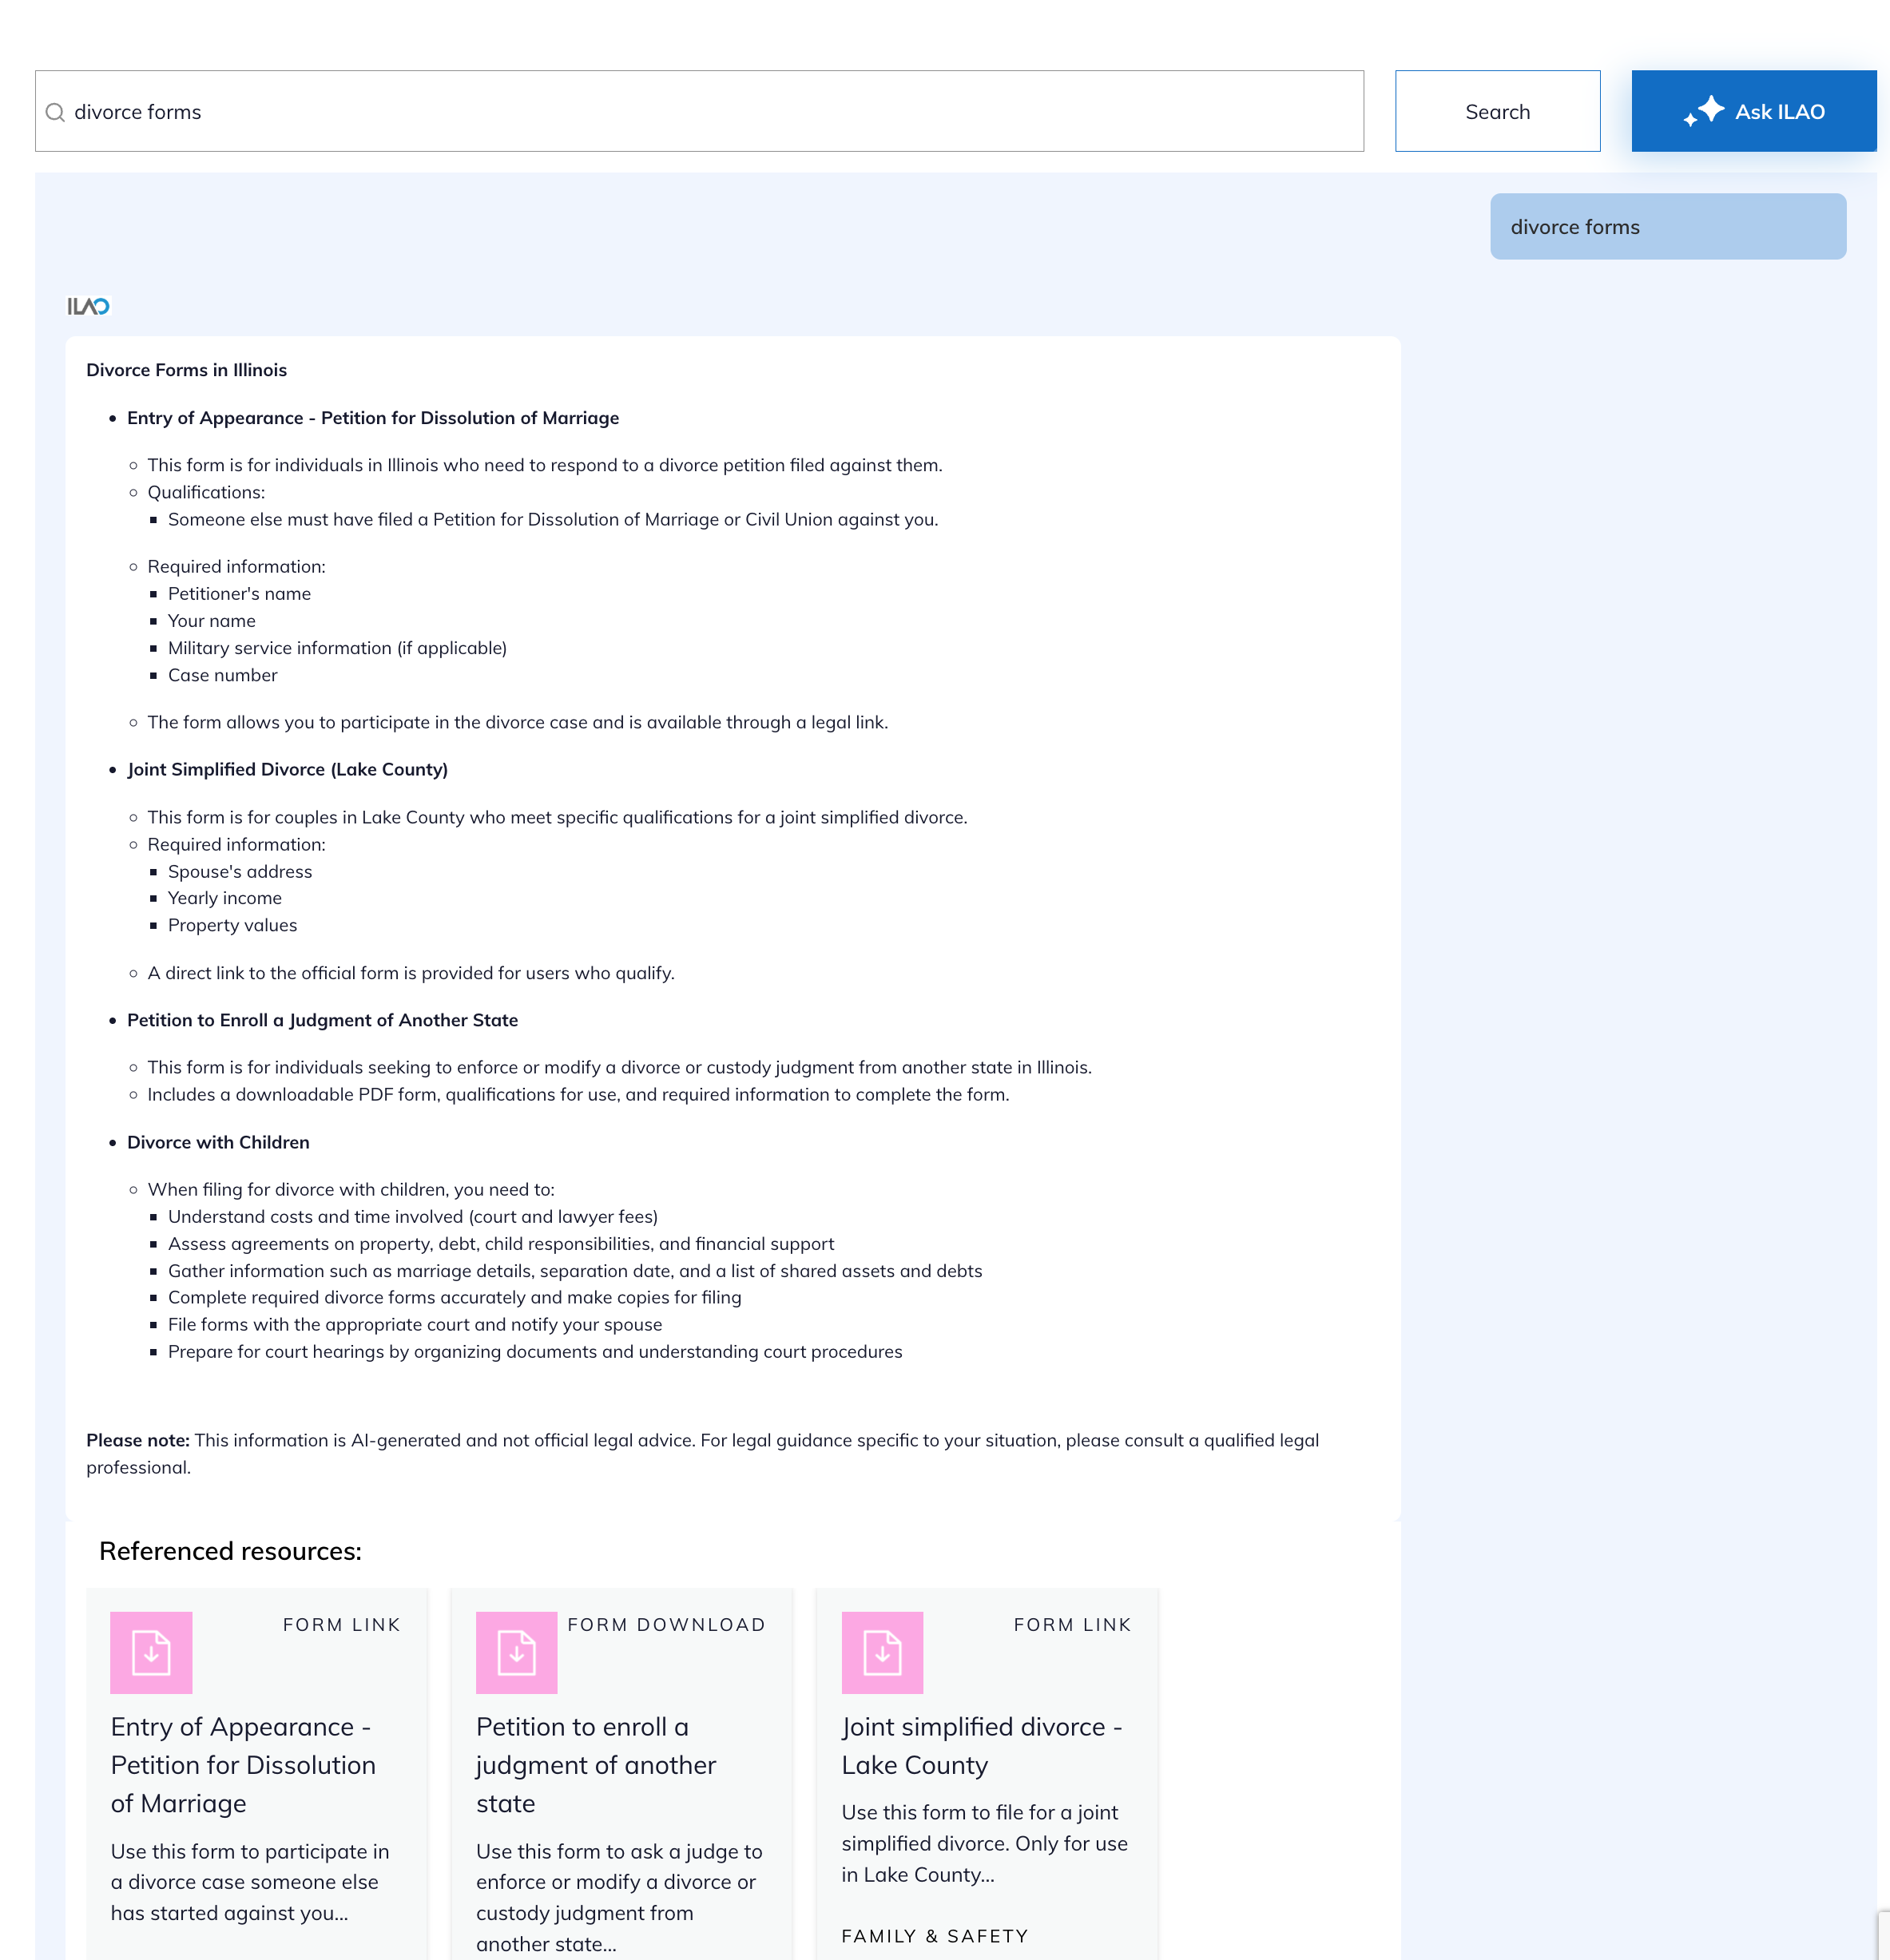 divorce forms
Search
Ask ILAO
divorce forms
ILAO
Divorce Forms in Illinois
• Entry of Appearance - Petition for Dissolution of Marriage
◦ This form is for individuals in Illinois who need to respond to a divorce petition filed against them.
◦ Qualifications:
▪ Someone else must have filed a Petition for Dissolution of Marriage or Civil Union against you.
◦ Required information:
▪ Petitioner's name
▪ Your name
▪ Military service information (if applicable)
▪ Case number
◦ The form allows you to participate in the divorce case and is available through a legal link.
• Joint Simplified Divorce (Lake County)
◦ This form is for couples in Lake County who meet specific qualifications for a joint simplified divorce.
◦ Required information:
▪ Spouse's address
▪ Yearly income
▪ Property values
◦ A direct link to the official form is provided for users who qualify.
• Petition to Enroll a Judgment of Another State
◦ This form is for individuals seeking to enforce or modify a divorce or custody judgment from another state in Illinois.
◦ Includes a downloadable PDF form, qualifications for use, and required information to complete the form.
• Divorce with Children
◦ When filing for divorce with children, you need to:
▪ Understand costs and time involved (court and lawyer fees)
▪ Assess agreements on property, debt, child responsibilities, and financial support
▪ Gather information such as marriage details, separation date, and a list of shared assets and debts
▪ Complete required divorce forms accurately and make copies for filing
▪ File forms with the appropriate court and notify your spouse
▪ Prepare for court hearings by organizing documents and understanding court procedures
Please note: This information is AI-generated and not official legal advice. For legal guidance specific to your situation, please consult a qualified legal
professional.
Referenced resources:
FORM LINK
Entry of Appearance -
Petition for Dissolution
of Marriage
Use this form to participate in
a divorce case someone else
has started against you...
FORM DOWNLOAD
Petition to enroll a
judgment of another
state
Use this form to ask a judge to
enforce or modify a divorce or
custody judgment from
another state...
FORM LINK
Joint simplified divorce -
Lake County
Use this form to file for a joint
simplified divorce. Only for use
in Lake County...
FAMILY & SAFETY